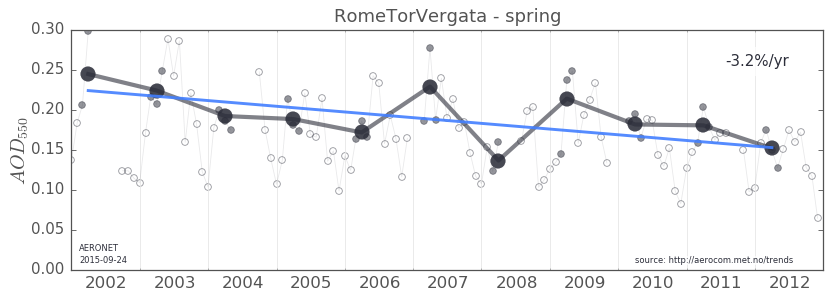 RomeTorVergata - spring
0.30
0.25
0.20
0.15
0.10
0.05
0.00
AOD550
-3.2%/yr
AERONET
2015-09-24
source: http://aerocom.met.no/trends
2002 2003 2004 2005 2006 2007 2008 2009 2010 2011 2012